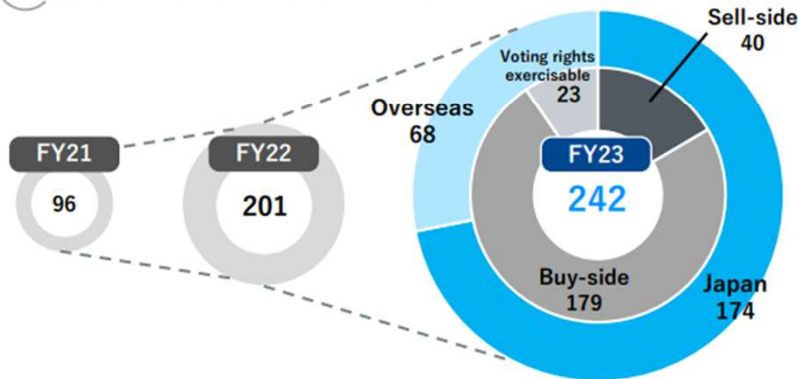 FY21
96
FY22
201
Overseas
68
Voting rights
exercisable
23
Sell-side
40
FY23
242
Buy-side
179
Japan
174